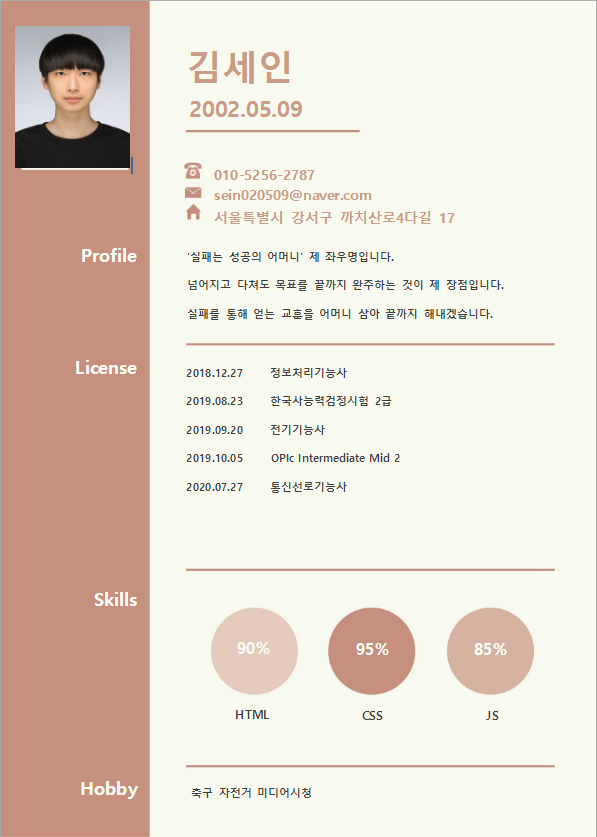 김세인
2002.05.09
010-5256-2787
sein020509@naver.com
서울특별시 강서구 까치산로4다길 17
Profile
'실패는 성공의 어머니' 제 좌우명입니다.
넘어지고 다쳐도 목표를 끝까지 완주하는 것이 제 장점입니다.
실패를 통해 얻는 교훈을 어머니 삼아 끝까지 해내겠습니다.
License
2018.12.27 정보처리기능사
2019.08.23 한국사능력검정시험 2급
2019.09.20 전기기능사
2019.10.05 OPIc Intermediate Mid 2
2020.07.27 통신선로기능사
Skills
90% 95% 85%
HTML CSS JS
Hobby
축구 자전거 미디어시청